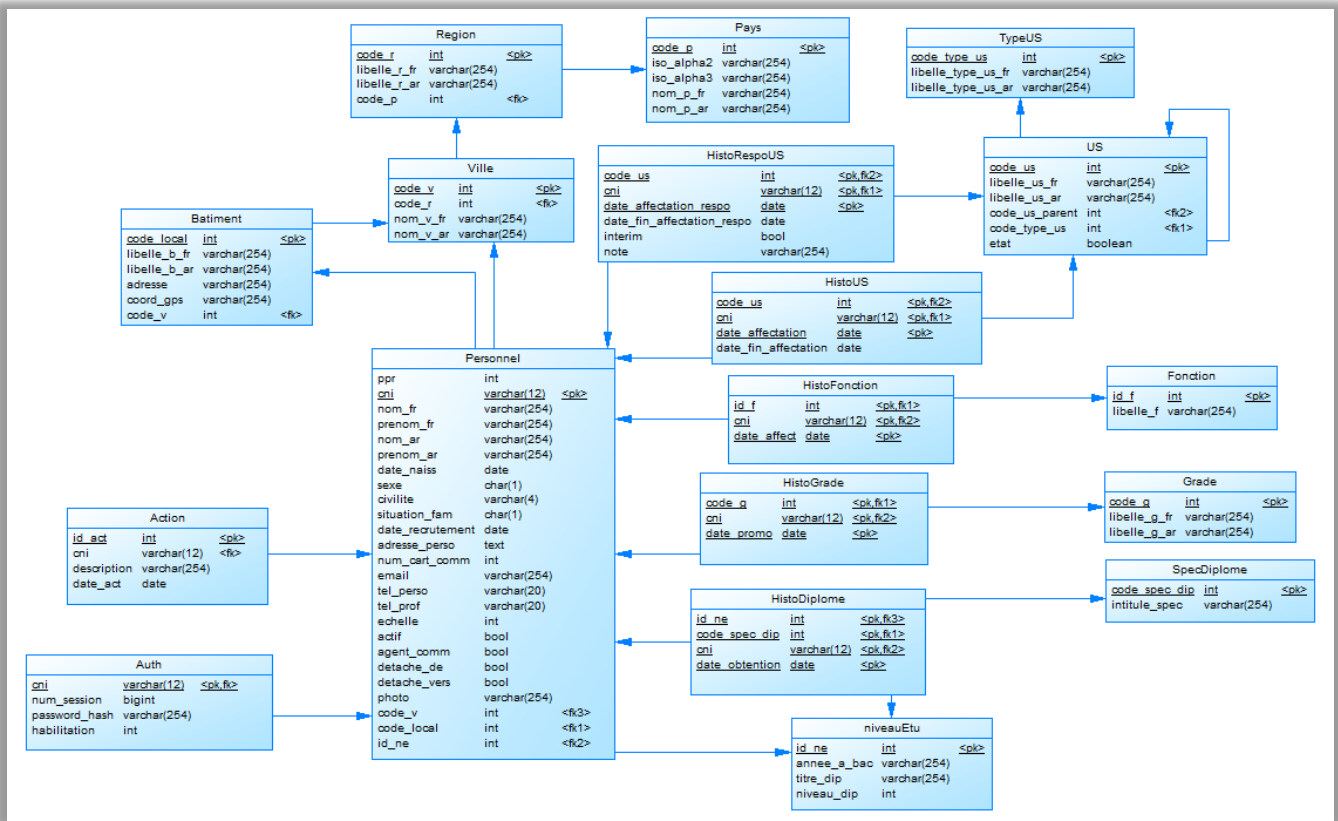 Region
code_r int <pk>
libelle_r_fr varchar(254)
libelle_r_ar varchar(254)
code_p int <fk>
Pays
code_p int <pk>
iso_alpha2 varchar(254)
iso_alpha3 varchar(254)
nom_p_fr varchar(254)
nom_p_ar varchar(254)
TypeUS
code_type_us int <pk>
libelle_type_us_fr varchar(254)
libelle_type_us_ar varchar(254)
Ville
code_v int <pk>
code_r int <fk>
nom_v_fr varchar(254)
nom_v_ar varchar(254)
HistoRespoUS
code_us int <pk,fk2>
cni varchar(12) <pk,fk1>
date_affectation_respo date <pk>
date_fin_affectation_respo date
interim bool
note varchar(254)
US
code_us int <pk>
libelle_us_fr varchar(254)
libelle_us_ar varchar(254)
code_us_parent int <fk2>
code_type_us int <fk1>
etat boolean
Batiment
code_local int <pk>
libelle_b_fr varchar(254)
libelle_b_ar varchar(254)
adresse varchar(254)
coord_gps varchar(254)
code_v int <fk>
HistoUS
code_us int <pk,fk2>
cni varchar(12) <pk,fk1>
date_affectation date <pk>
date_fin_affectation date
Personnel
ppr int
cni varchar(12) <pk>
nom_fr varchar(254)
prenom_fr varchar(254)
nom_ar varchar(254)
prenom_ar varchar(254)
date_naiss date
sexe char(1)
civilite varchar(4)
situation_fam char(1)
date_recrutement date
adresse_perso text
num_cart_comm int
email varchar(254)
tel_perso varchar(20)
tel_prof varchar(20)
echelle int
actif bool
agent_comm bool
detache_de bool
detache_vers bool
photo varchar(254)
code_v int <fk3>
code_local int <fk1>
id_ne int <fk2>
HistoFonction
id_f int <pk,fk1>
cni varchar(12) <pk,fk2>
date_affect date <pk>
Fonction
id_f int <pk>
libelle_f varchar(254)
HistoGrade
code_g int <pk,fk1>
cni varchar(12) <pk,fk2>
date_promo date <pk>
Grade
code_g int <pk>
libelle_g_fr varchar(254)
libelle_g_ar varchar(254)
Action
id_act int <pk>
cni varchar(12) <fk>
description varchar(254)
date_act date
SpecDiplome
code_spec_dip int <pk>
intitule_spec varchar(254)
HistoDiplome
id_ne int <pk,fk3>
code_spec_dip int <pk,fk1>
cni varchar(12) <pk,fk2>
date_obtention date <pk>
Auth
cni varchar(12) <pk,fk>
num_session bigint
password_hash varchar(254)
habilitation int
niveauEtu
id_ne int <pk>
annee_a_bac varchar(254)
titre_dip varchar(254)
niveau_dip int